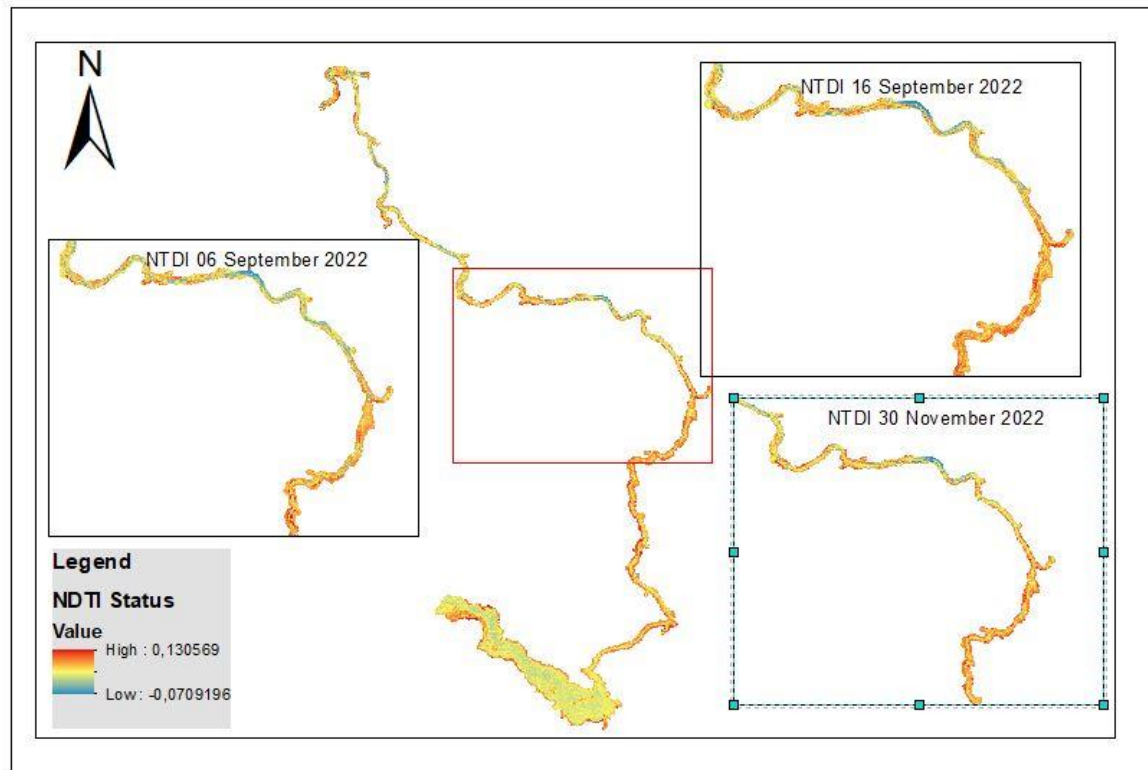 N
NTDI 16 September 2022
NTDI 06 September 2022
NTDI 30 November 2022
Legend
NDTI Status
Value
High : 0,130569
Low : -0,0709196